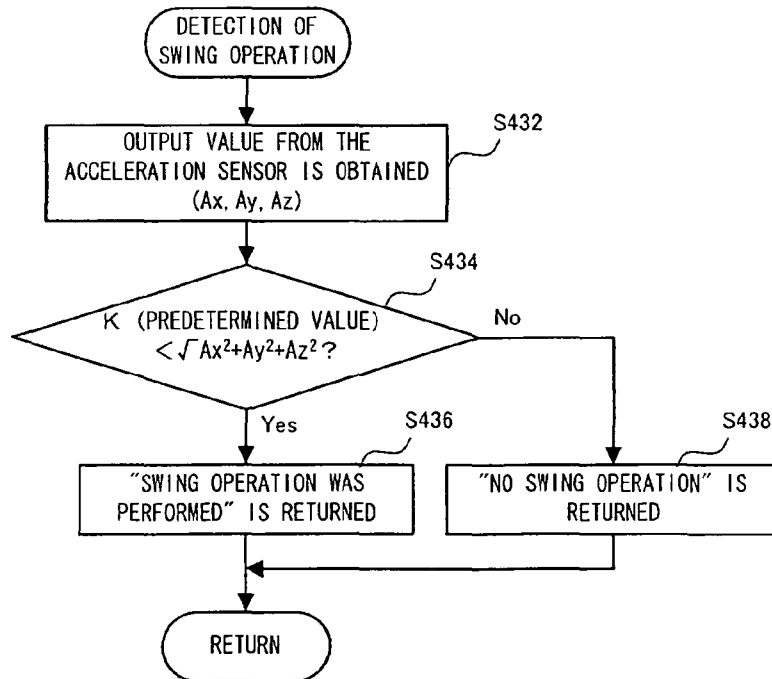 DETECTION OF
SWING OPERATION
S432
OUTPUT VALUE FROM THE
ACCELERATION SENSOR IS OBTAINED
(Ax, Ay, Az)
S434
K (PREDETERMINED VALUE)
<√Ax²+Ay²+Az²?
No
Yes
S436
"SWING OPERATION WAS
PERFORMED" IS RETURNED
S438
"NO SWING OPERATION" IS
RETURNED
RETURN